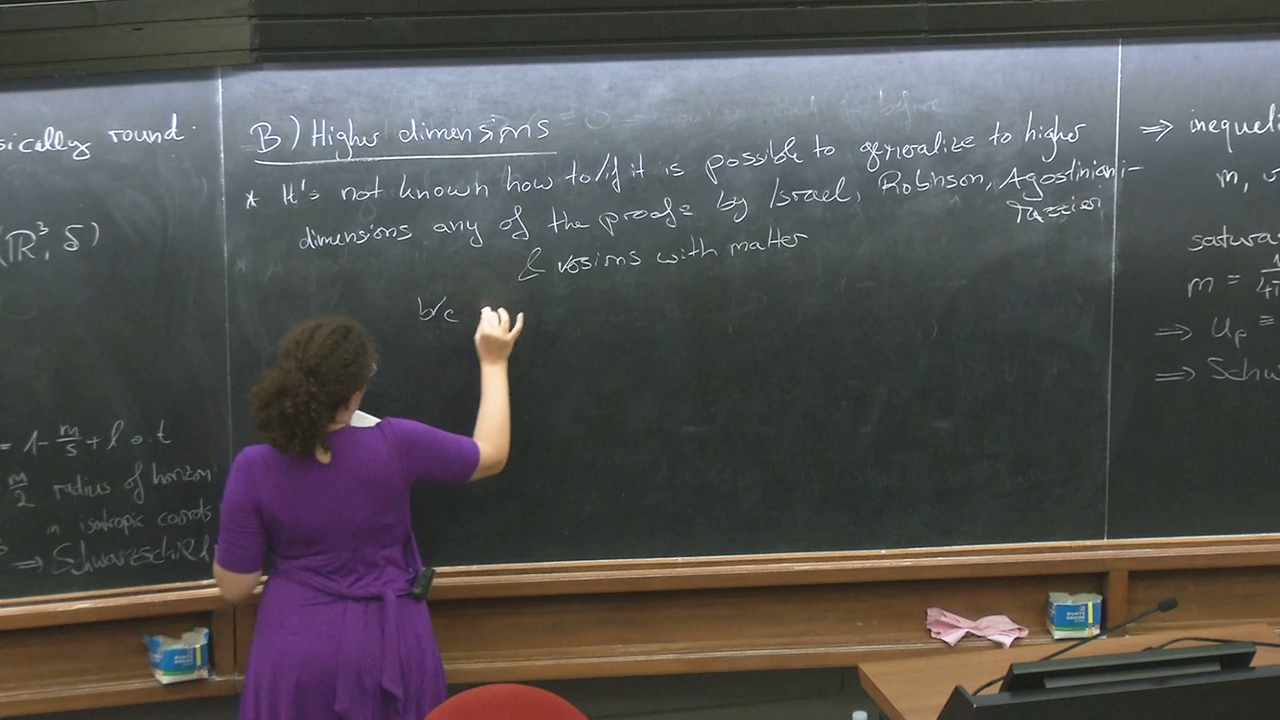 sically round.
(ℝ³, δ)
= 1 - m/s + l.o.t
m/2 radius of horizon
in isotropic coords
⇒ Schwarzschild
B) Higher dimensions
* It's not known how to/if it is possible to generalize to higher
dimensions any of the proofs by Israel, Robinson, Agostiniani-
Mazzieri
& versions with matter
b/c
⇒ inequali
m,
satura
m = 1/4π
⇒ u_p ≡
⇒ Schw